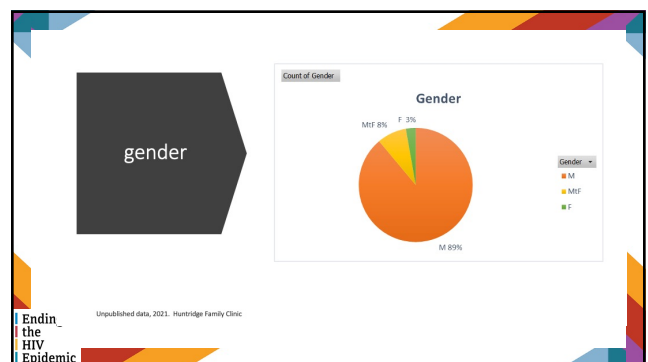 gender
Count of Gender
Gender
MtF 8%
F 3%
M 89%
Gender
M
MtF
F
Unpublished data, 2021. Huntridge Family Clinic
Endin_
the
HIV
Epidemic